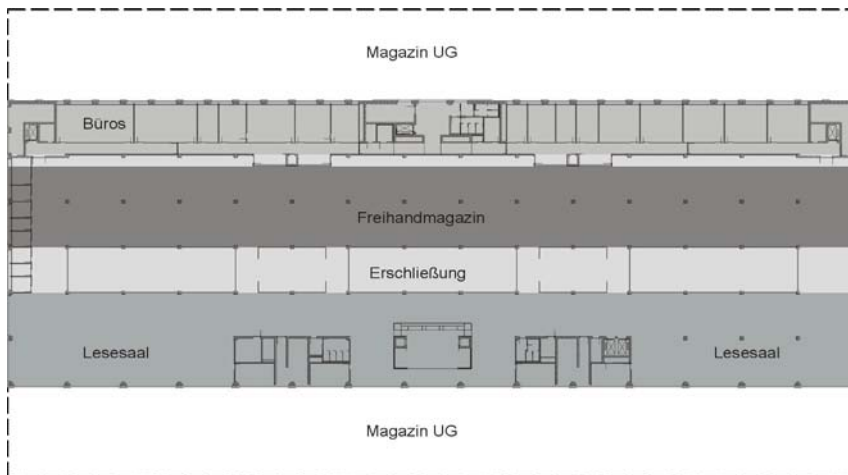 Magazin UG
Büros
Freihandmagazin
Erschließung
Lesesaal
Lesesaal
Magazin UG